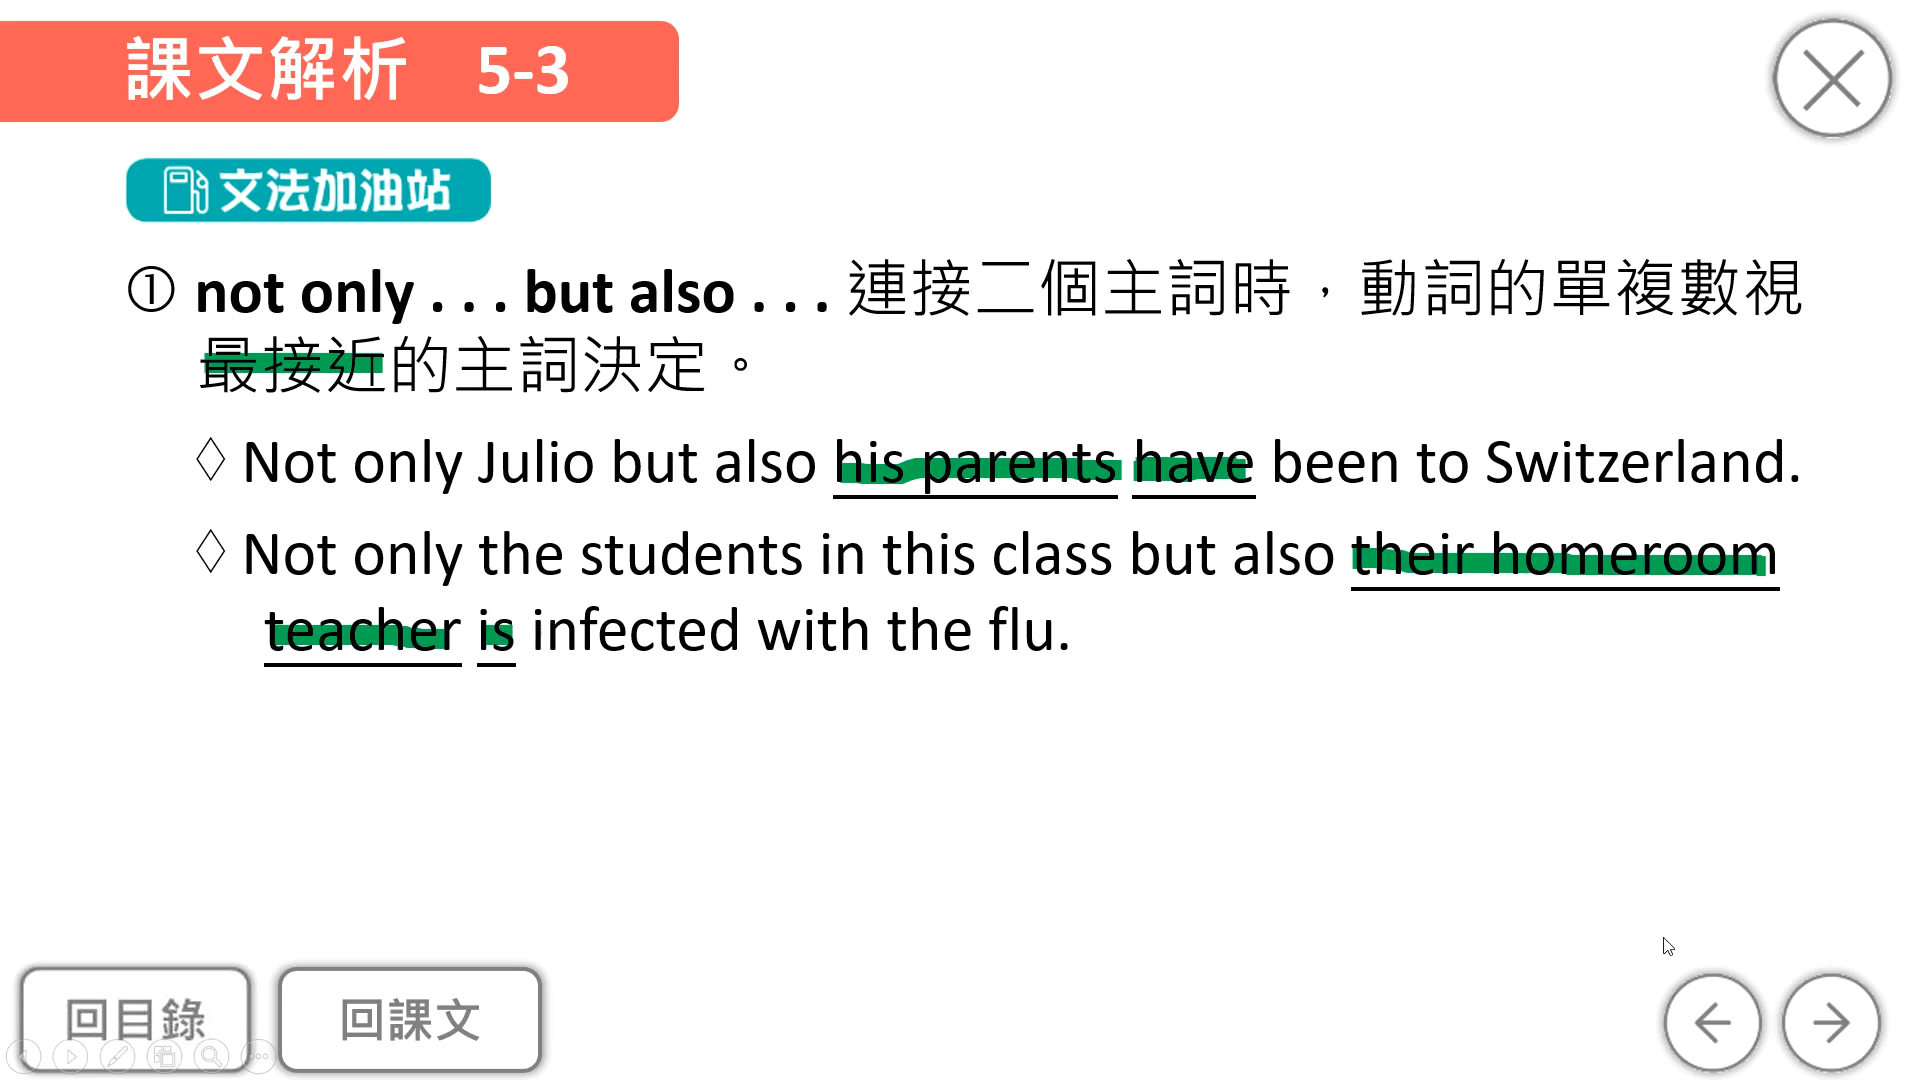 課文解析 5-3
文法加油站
① not only . . . but also . . . 連接二個主詞時，動詞的單複數視
最接近的主詞決定。
◊ Not only Julio but also his parents have been to Switzerland.
◊ Not only the students in this class but also their homeroom
teacher is infected with the flu.
回目錄
回課文